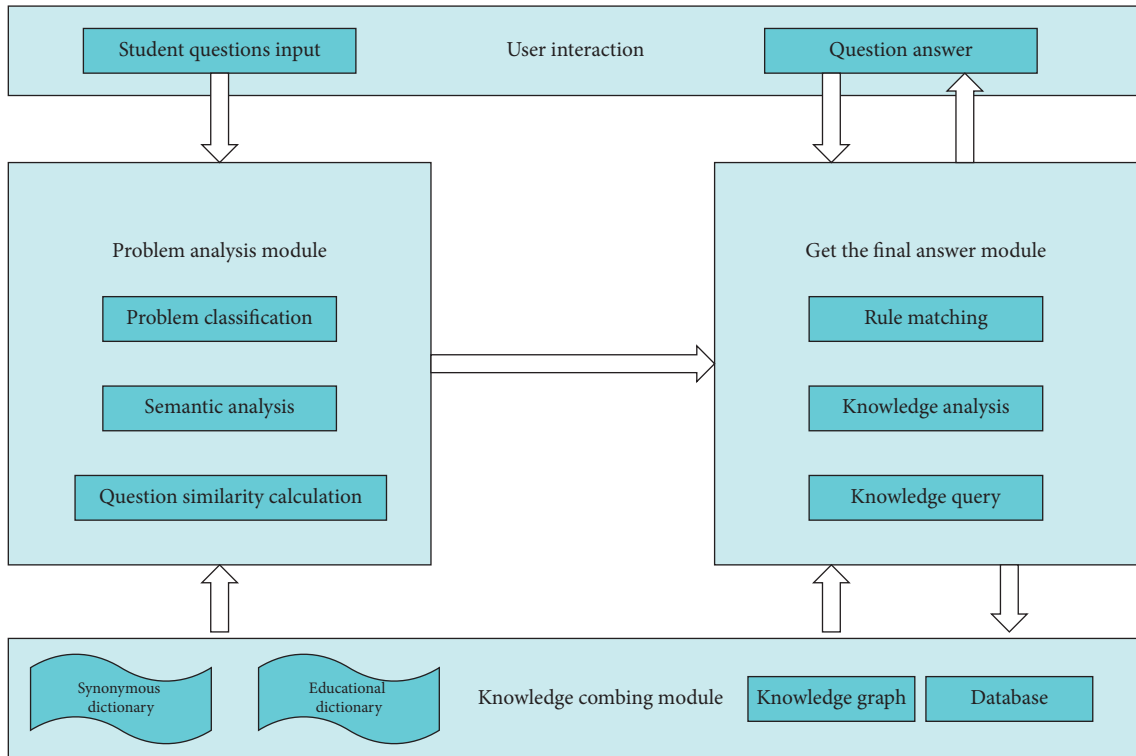 Student questions input
User interaction
Question answer
Problem analysis module
Problem classification
Semantic analysis
Question similarity calculation
Get the final answer module
Rule matching
Knowledge analysis
Knowledge query
Synonymous
dictionary
Educational
dictionary
Knowledge combing module
Knowledge graph
Database